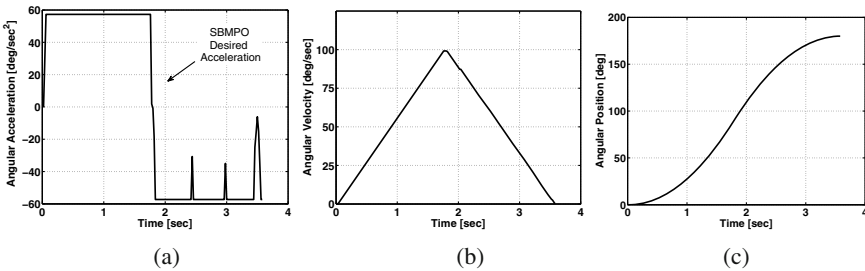 60
40
20
0
−20
−40
−60
0
1
2
3
4
Angular Acceleration [deg/sec²]
Time [sec]
SBMPO
Desired
Acceleration
(a)
100
75
50
25
0
0
1
2
3
4
Angular Velocity [deg/sec]
Time [sec]
(b)
200
150
100
50
0
0
1
2
3
4
Angular Position [deg]
Time [sec]
(c)